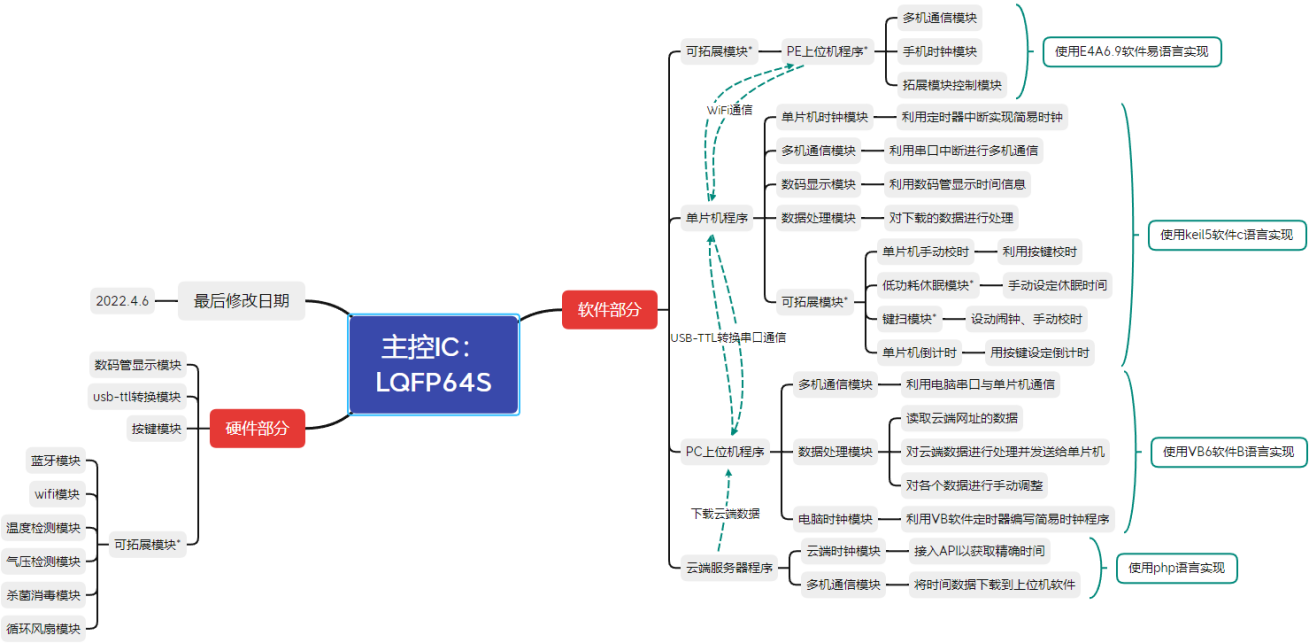 主控IC：
LQFP64S
最后修改日期
2022.4.6
硬件部分
数码管显示模块
usb-ttl转换模块
按键模块
可拓展模块*
蓝牙模块
wifi模块
温度检测模块
气压检测模块
杀菌消毒模块
循环风扇模块
软件部分
可拓展模块*
PE上位机程序*
多机通信模块
手机时钟模块
拓展模块控制模块
使用E4A6.9软件易语言实现
WiFi通信
单片机程序
单片机时钟模块
利用定时器中断实现简易时钟
多机通信模块
利用串口中断进行多机通信
数码显示模块
利用数码管显示时间信息
数据处理模块
对下载的数据进行处理
可拓展模块*
单片机手动校时
利用按键校时
低功耗休眠模块*
手动设定休眠时间
键扫模块*
设动闹钟、手动校时
单片机倒计时
用按键设定倒计时
使用keil5软件c语言实现
USB-TTL转换串口通信
PC上位机程序
多机通信模块
利用电脑串口与单片机通信
数据处理模块
读取云端网址的数据
对云端数据进行处理并发送给单片机
对各个数据进行手动调整
电脑时钟模块
利用VB软件定时器编写简易时钟程序
使用VB6软件B语言实现
下载云端数据
云端服务器程序
云端时钟模块
接入API以获取精确时间
多机通信模块
将时间数据下载到上位机软件
使用php语言实现